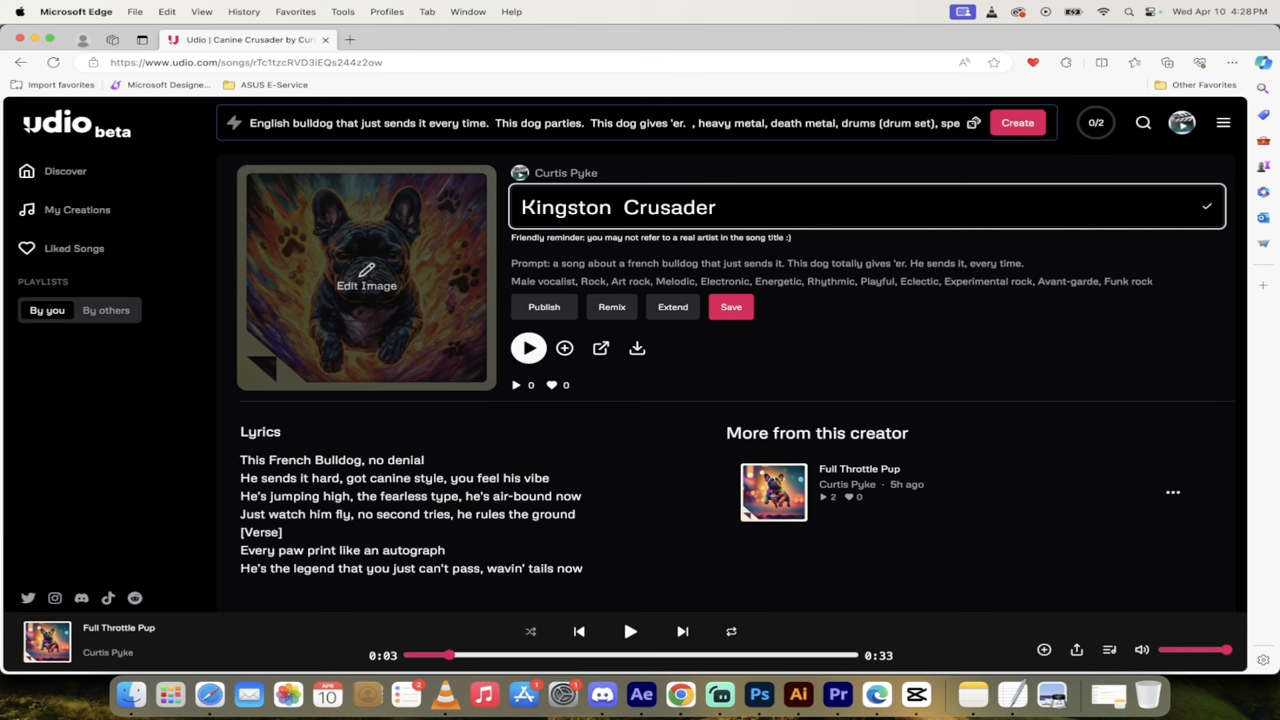 Microsoft Edge File Edit View History Favorites Tools Profiles Tab Window Help Wed Apr 10 4:28 PM
Udio | Canine Crusader by Cur
https://www.udio.com/songs/rTc1tzcRVD3iEQs244z2ow
Import favorites Microsoft Designe... ASUS E-Service Other Favorites
udio beta
English bulldog that just sends it every time. This dog parties. This dog gives 'er. , heavy metal, death metal, drums (drum set), spe
Create
0/2
Discover
My Creations
Liked Songs
PLAYLISTS
By you By others
Edit Image
Curtis Pyke
Kingston Crusader
Friendly reminder: you may not refer to a real artist in the song title :)
Prompt: a song about a french bulldog that just sends it. This dog totally gives 'er. He sends it, every time.
Male vocalist, Rock, Art rock, Melodic, Electronic, Energetic, Rhythmic, Playful, Eclectic, Experimental rock, Avant-garde, Funk rock
Publish Remix Extend Save
0 0
Lyrics
This French Bulldog, no denial
He sends it hard, got canine style, you feel his vibe
He's jumping high, the fearless type, he's air-bound now
Just watch him fly, no second tries, he rules the ground
[Verse]
Every paw print like an autograph
He's the legend that you just can't pass, wavin' tails now
More from this creator
Full Throttle Pup
Curtis Pyke · 5h ago
2 0
Full Throttle Pup
Curtis Pyke
0:03 0:33
APR
10
2
1
1
Ae
Ps
Ai
Pr